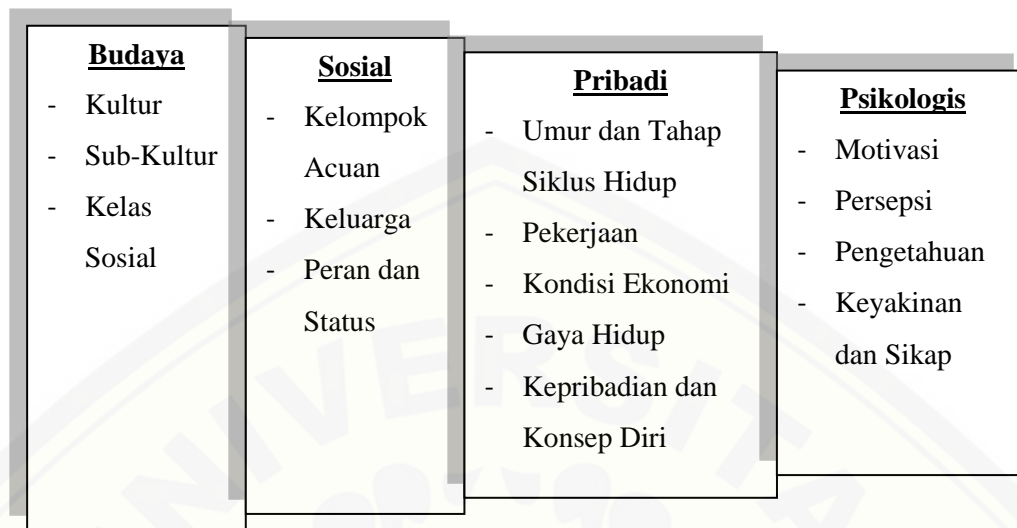 Budaya
- Kultur
- Sub-Kultur
- Kelas
Sosial
Sosial
- Kelompok
Acuan
- Keluarga
- Peran dan
Status
Pribadi
- Umur dan Tahap
Siklus Hidup
- Pekerjaan
- Kondisi Ekonomi
- Gaya Hidup
- Kepribadian dan
Konsep Diri
Psikologis
- Motivasi
- Persepsi
- Pengetahuan
- Keyakinan
dan Sikap
NIVERSITA